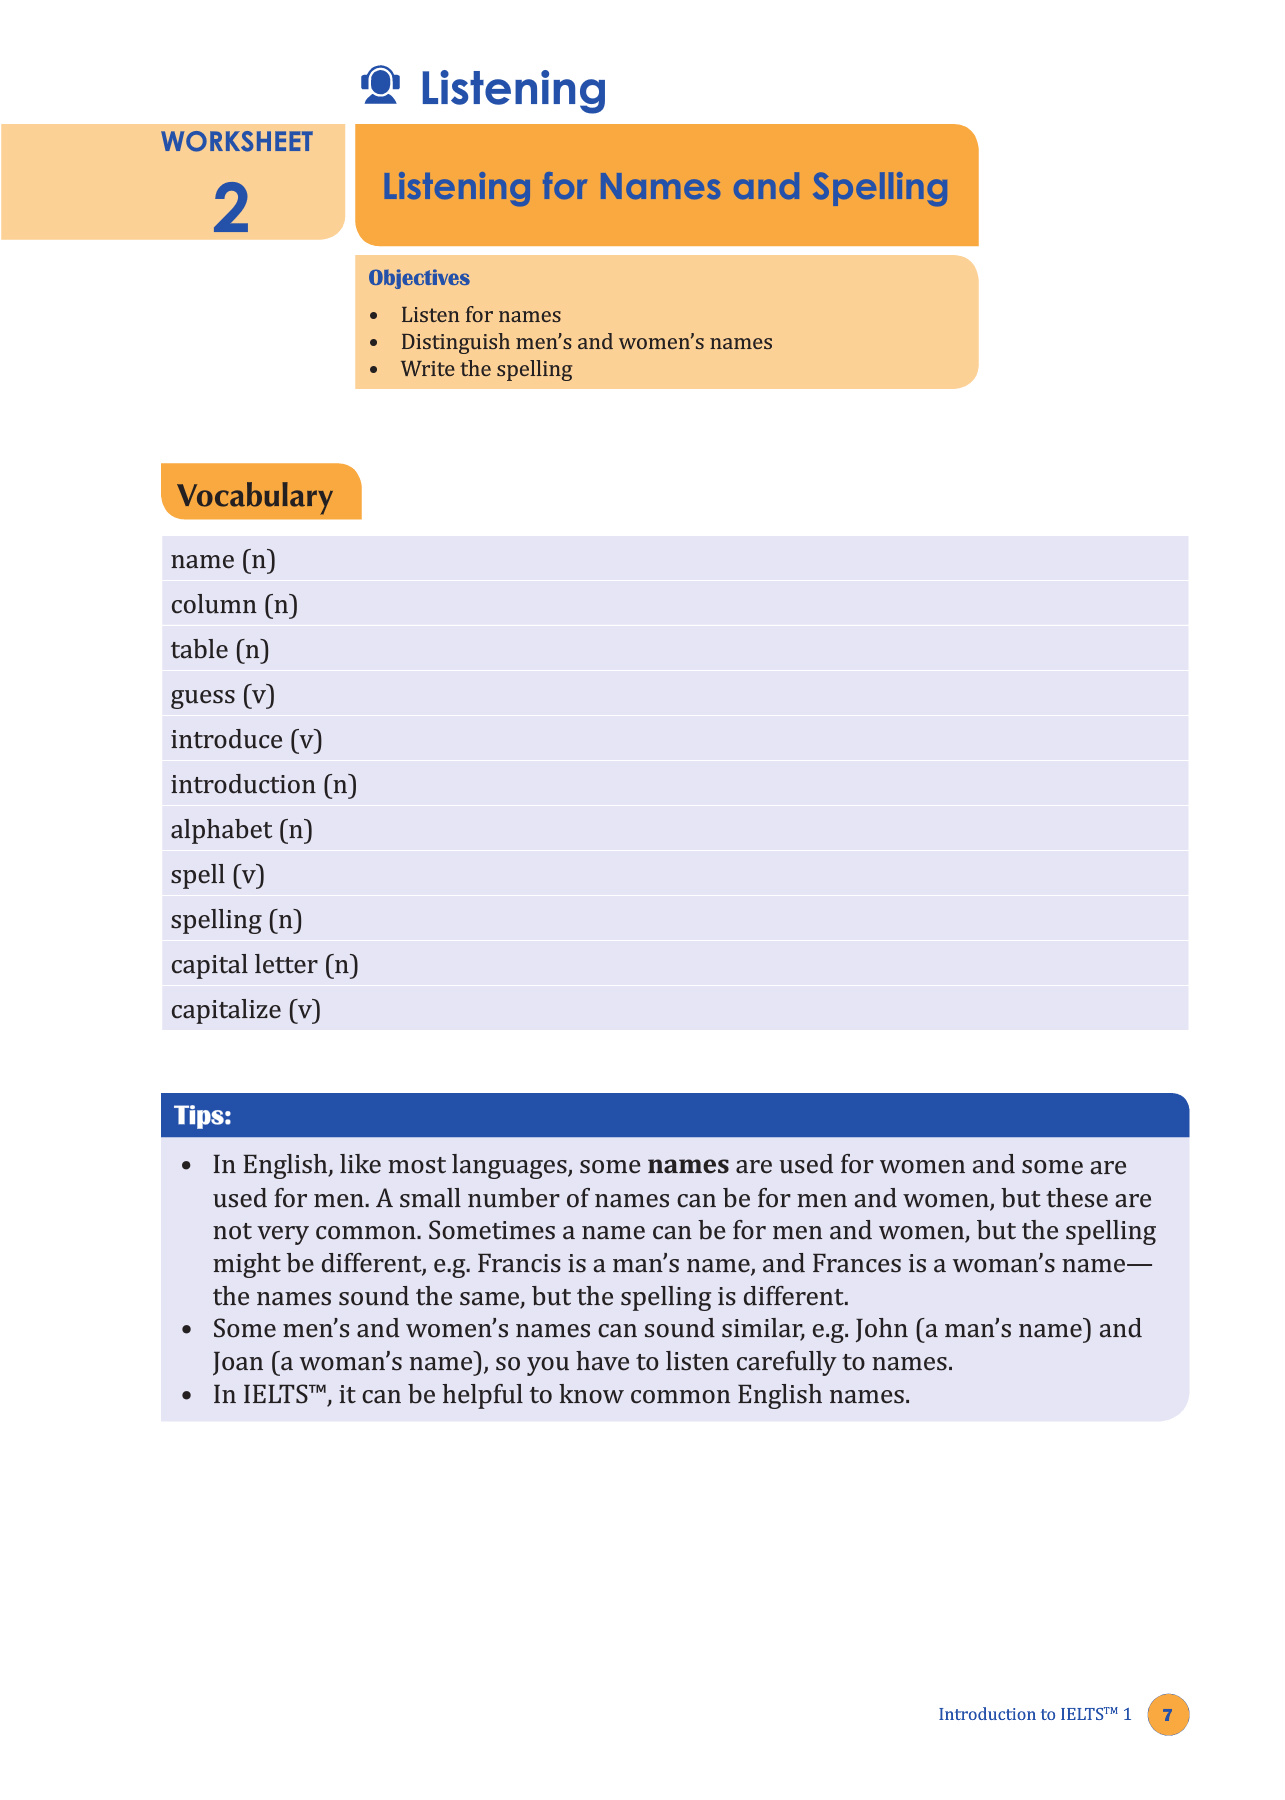 Listening
WORKSHEET
2
Listening for Names and Spelling
Objectives
• Listen for names
• Distinguish men’s and women’s names
• Write the spelling
Vocabulary
name (n)
column (n)
table (n)
guess (v)
introduce (v)
introduction (n)
alphabet (n)
spell (v)
spelling (n)
capital letter (n)
capitalize (v)
Tips:
• In English, like most languages, some names are used for women and some are
used for men. A small number of names can be for men and women, but these are
not very common. Sometimes a name can be for men and women, but the spelling
might be different, e.g. Francis is a man’s name, and Frances is a woman’s name—
the names sound the same, but the spelling is different.
• Some men’s and women’s names can sound similar, e.g. John (a man’s name) and
Joan (a woman’s name), so you have to listen carefully to names.
• In IELTS™, it can be helpful to know common English names.
Introduction to IELTS™ 1 7